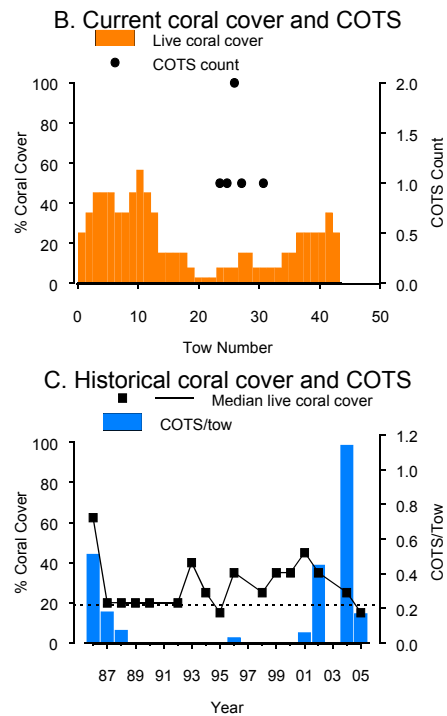 B. Current coral cover and COTS
Live coral cover
COTS count
100 2.0
80
1.5
60
1.0
40
0.5
20
0 0.0
% Coral Cover
COTS Count
0 10 20 30 40 50
Tow Number
C. Historical coral cover and COTS
Median live coral cover
COTS/tow
100 1.2
1.0
80
0.8
60
0.6
40
0.4
20 0.2
0 0.0
% Coral Cover
COTS/Tow
87 89 91 93 95 97 99 01 03 05
Year